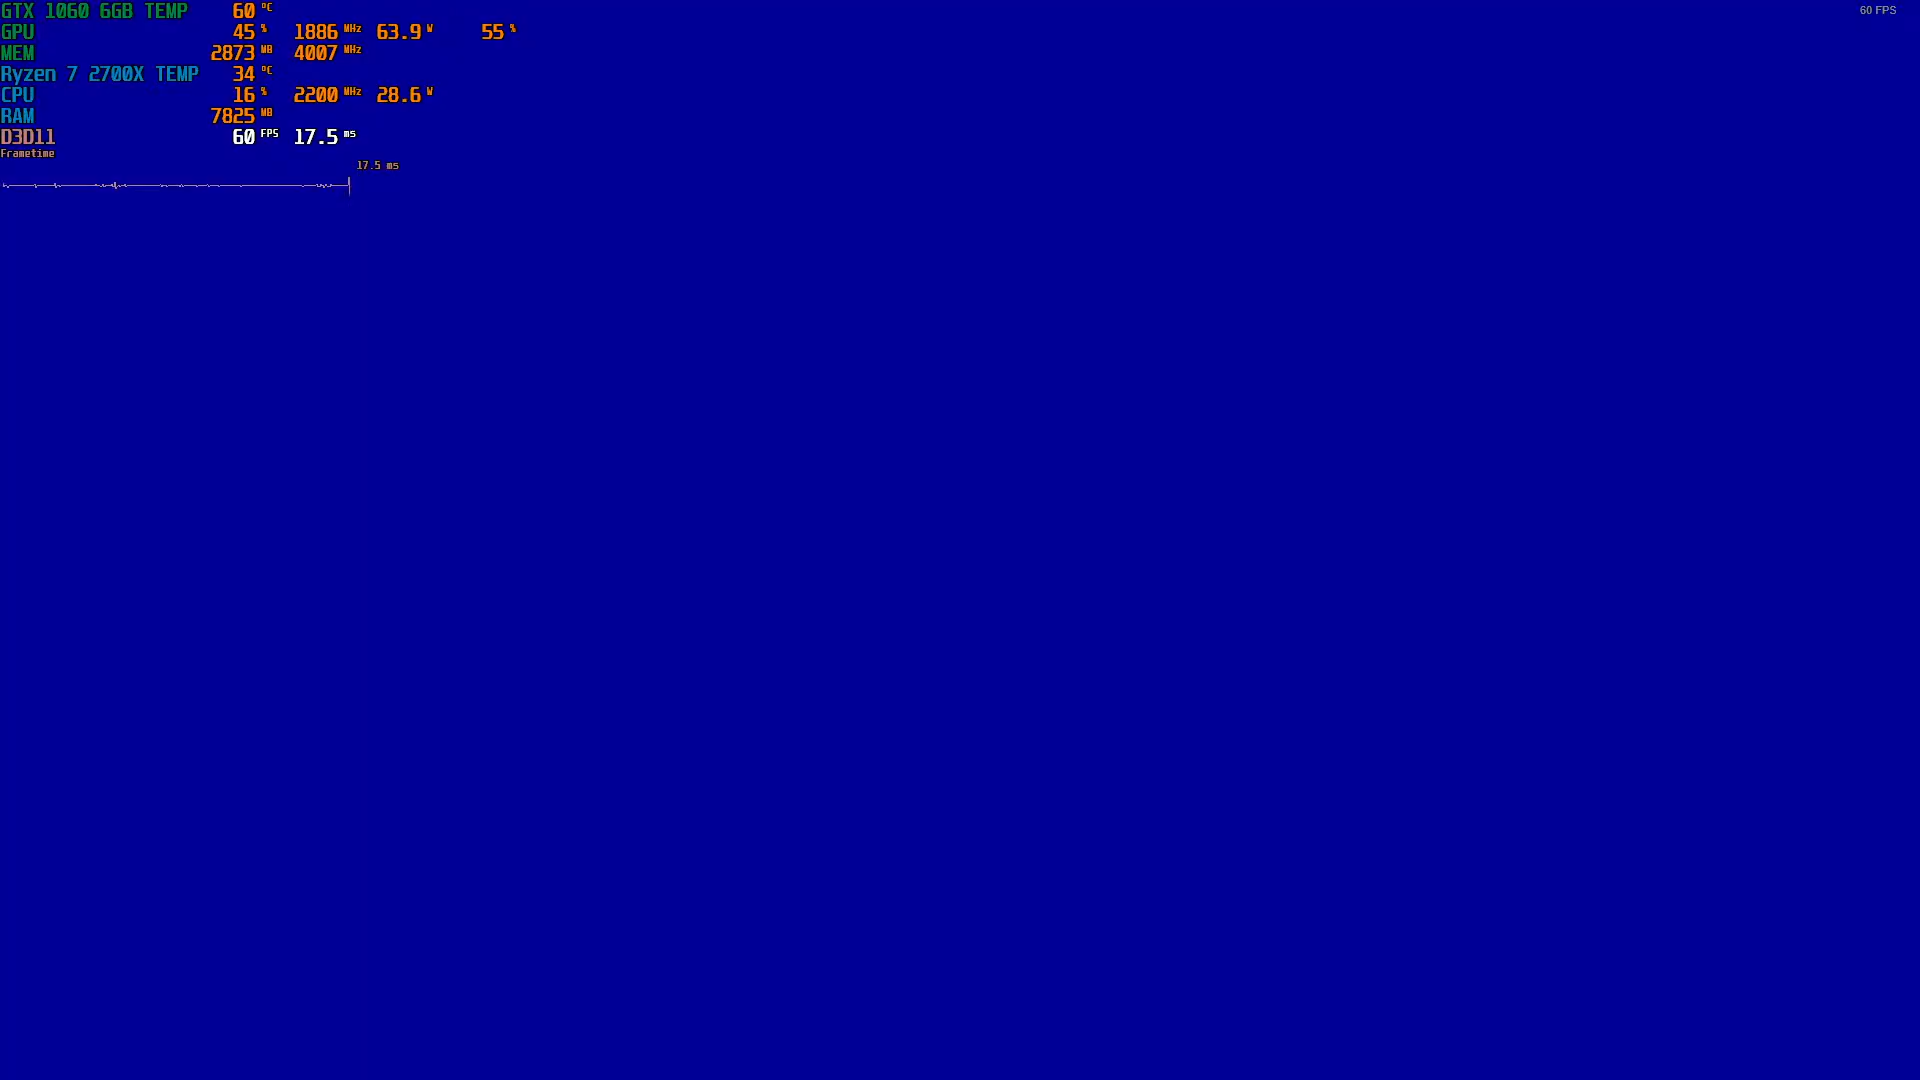 GTX 1060 6GB TEMP 60 °C
60 FPS
GPU 45 % 1886 MHz 63.9 W 55 %
MEM 2873 MB 4007 MHz
Ryzen 7 2700X TEMP 34 °C
CPU 16 % 2200 MHz 28.6 W
RAM 7825 MB
D3D11 60 FPS 17.5 ms
Frametime
17.5 ms